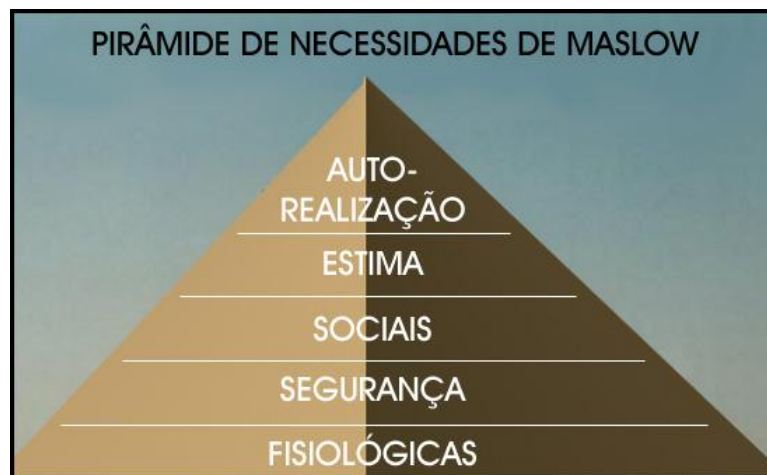 PIRÂMIDE DE NECESSIDADES DE MASLOW
AUTO-
REALIZAÇÃO
ESTIMA
SOCIAIS
SEGURANÇA
FISIOLÓGICAS